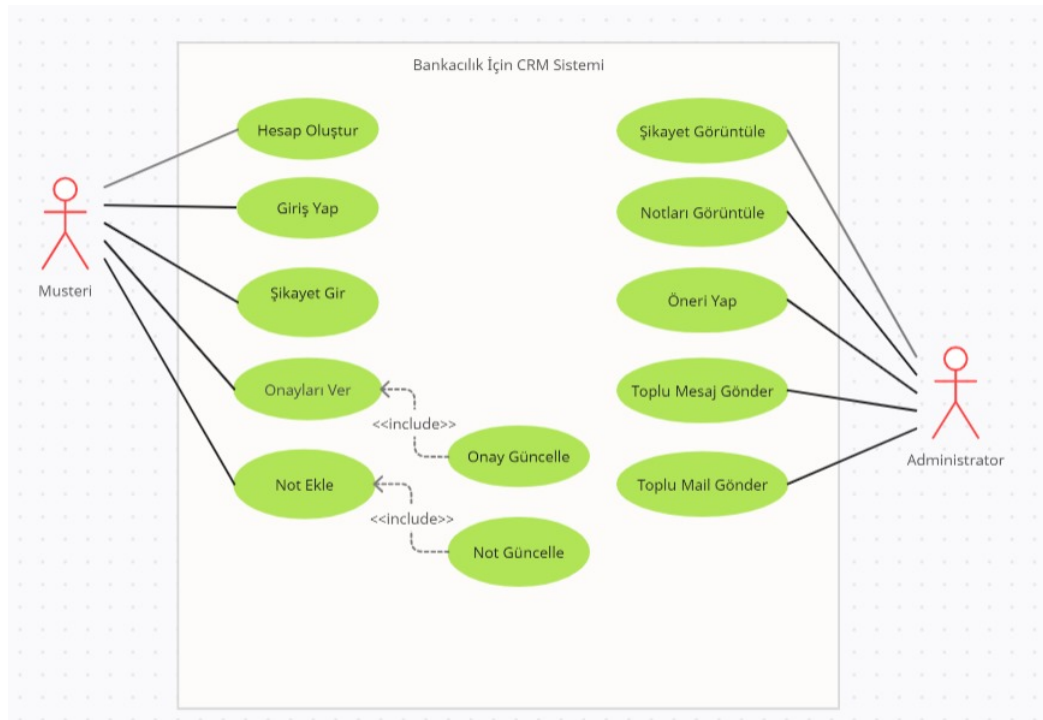 Bankacılık İçin CRM Sistemi
Hesap Oluştur
Giriş Yap
Şikayet Gir
Onayları Ver
<<include>>
Onay Güncelle
Not Ekle
<<include>>
Not Güncelle
Musteri
Şikayet Görüntüle
Notları Görüntüle
Öneri Yap
Toplu Mesaj Gönder
Toplu Mail Gönder
Administrator